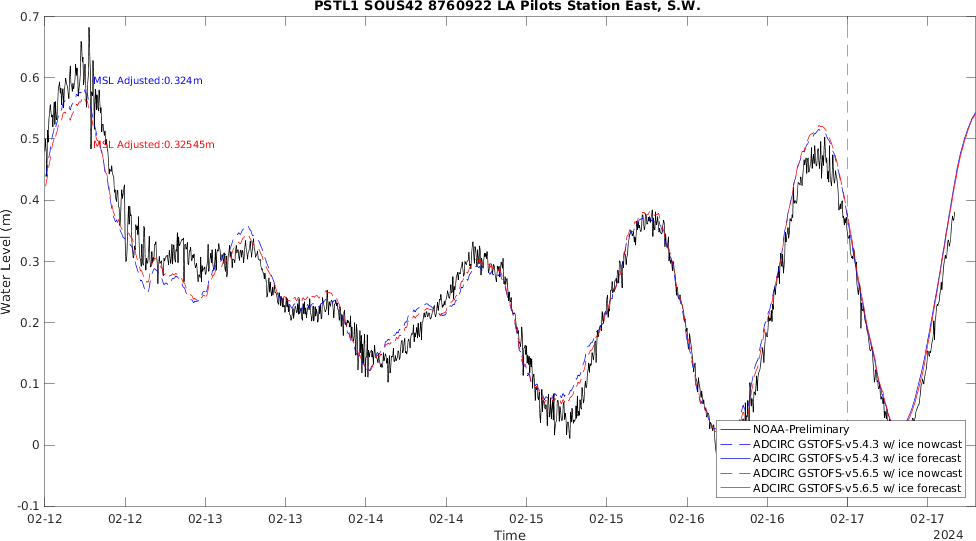 PSTL1 SOUS42 8760922 LA Pilots Station East, S.W.
0.7
0.6
0.5
0.4
0.3
0.2
0.1
0
-0.1
Water Level (m)
MSL Adjusted:0.324m
MSL Adjusted:0.32545m
NOAA-Preliminary
ADCIRC GSTOFS-v5.4.3 w/ ice nowcast
ADCIRC GSTOFS-v5.4.3 w/ ice forecast
ADCIRC GSTOFS-v5.6.5 w/ ice nowcast
ADCIRC GSTOFS-v5.6.5 w/ ice forecast
02-12 02-12 02-13 02-13 02-14 02-14 02-15 02-15 02-16 02-16 02-17 02-17
Time
2024